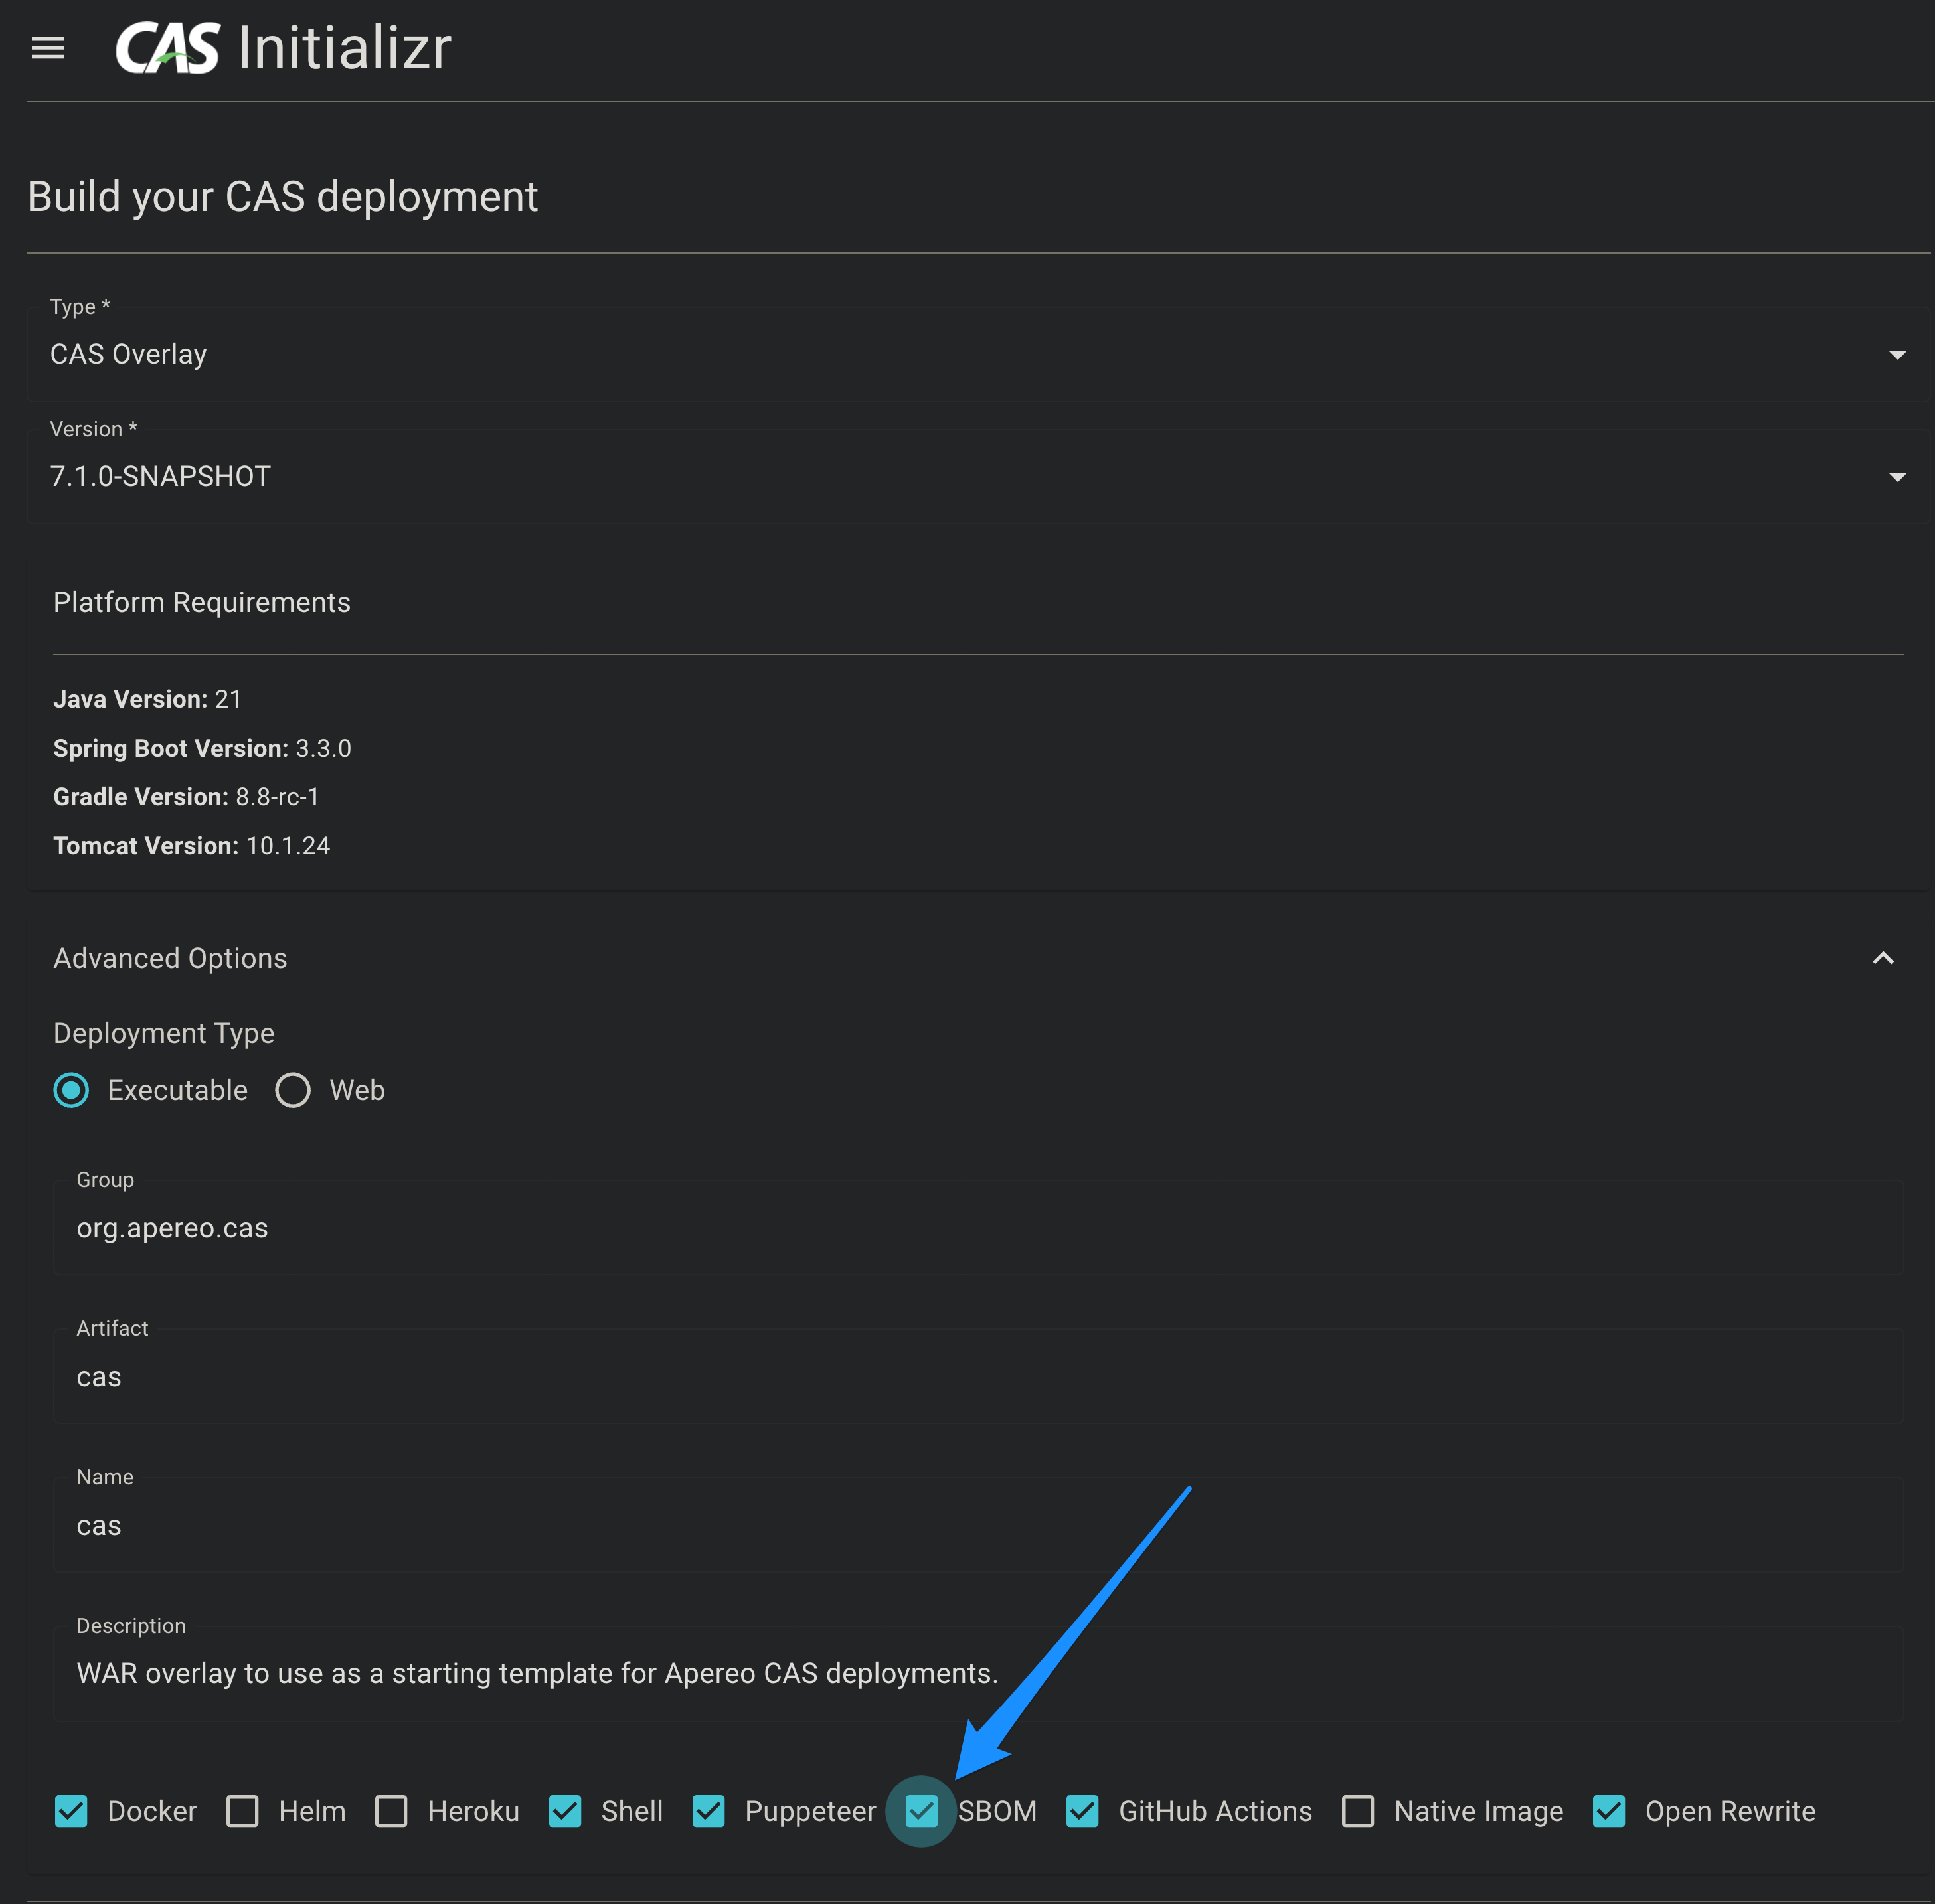 CAS Initializr
Build your CAS deployment
Type *
CAS Overlay
Version *
7.1.0-SNAPSHOT
Platform Requirements
Java Version: 21
Spring Boot Version: 3.3.0
Gradle Version: 8.8-rc-1
Tomcat Version: 10.1.24
Advanced Options
Deployment Type
Executable Web
Group
org.apereo.cas
Artifact
cas
Name
cas
Description
WAR overlay to use as a starting template for Apereo CAS deployments.
Docker Helm Heroku Shell Puppeteer SBOM GitHub Actions Native Image Open Rewrite